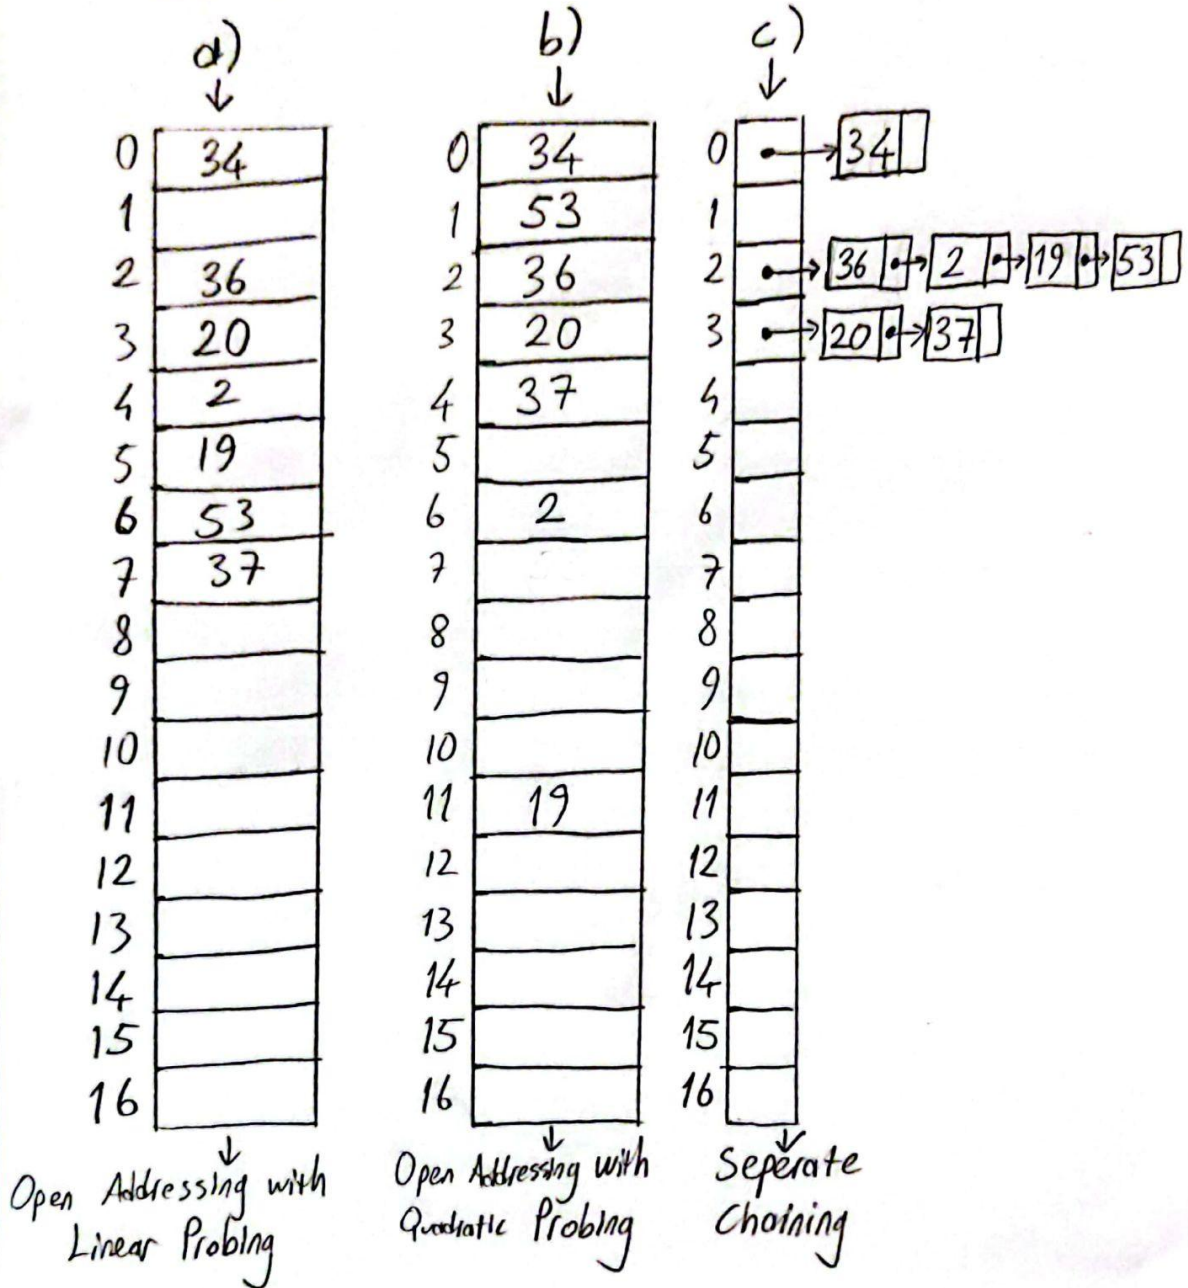 a) b) c)
0 34 0 34 0 34
1 1 53 1
2 36 2 36 2 36 2 19 53
3 20 3 20 3 20 37
4 2 4 37 4
5 19 5 5
6 53 6 2 6
7 37 7 7
8 8 8
9 9 9
10 10 10
11 11 19 11
12 12 12
13 13 13
14 14 14
15 15 15
16 16 16
Open Addressing with
Linear Probing
Open Addressing with
Quadratic Probing
Seperate
Chaining